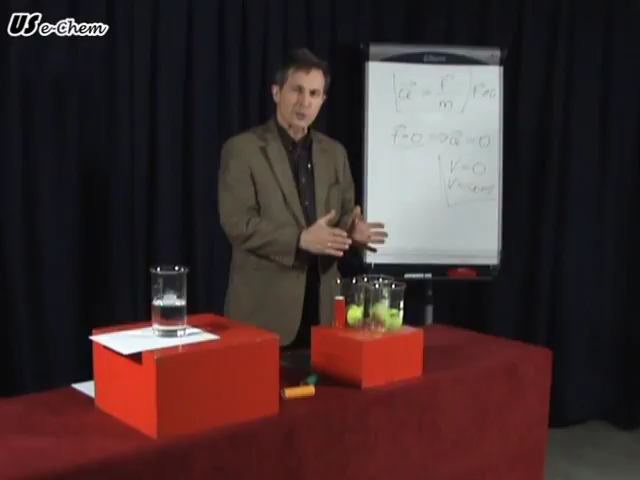 US e-Chem
a⃗ = F⃗/m
F=0 ⇒ a⃗ = 0
V=0
V=const